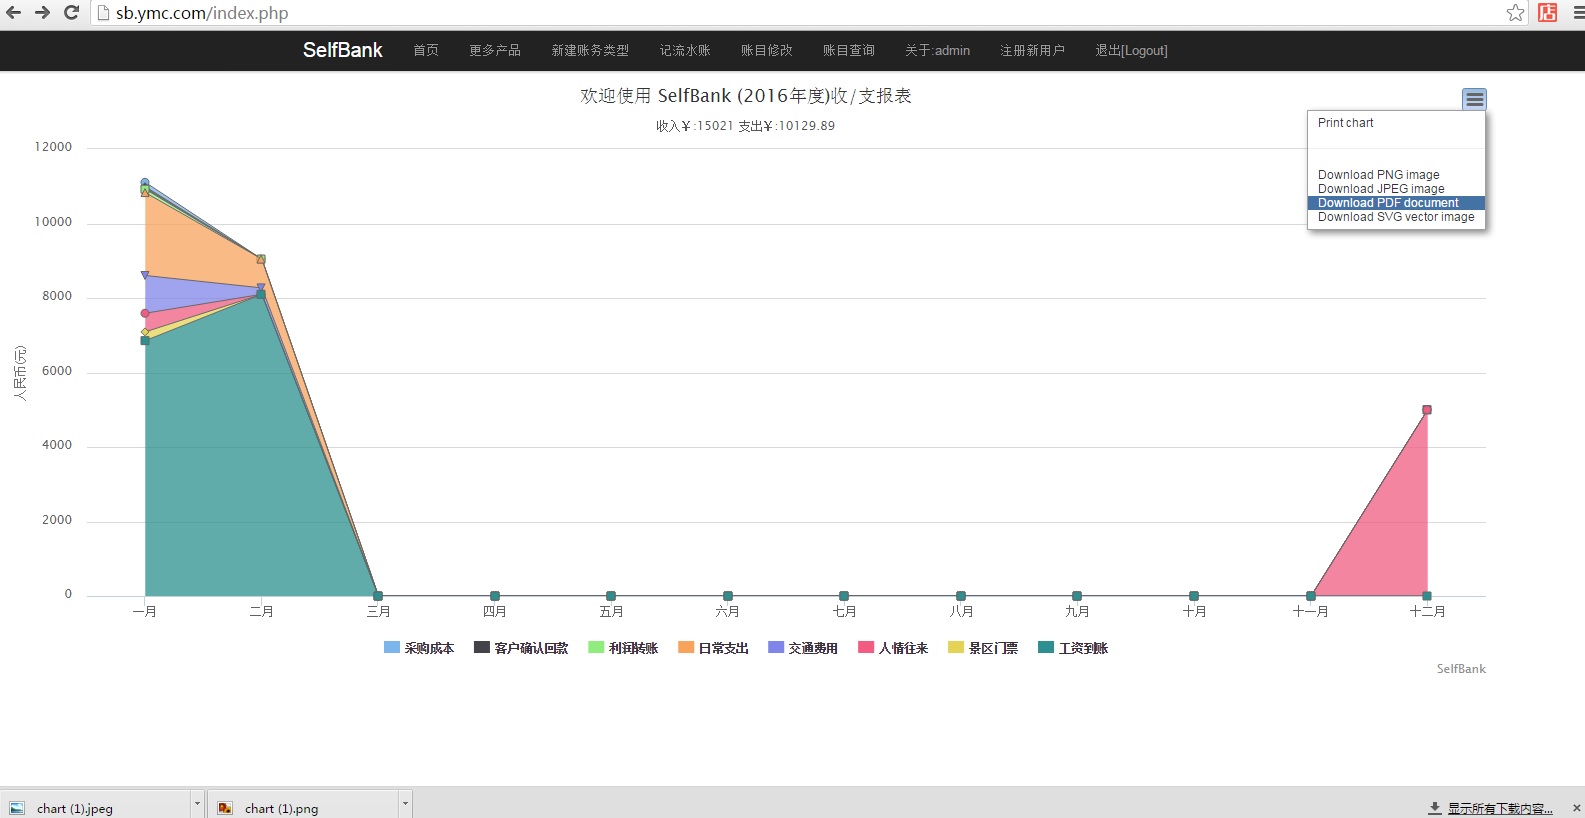 sb.ymc.com/index.php
店
SelfBank 首页 更多产品 新建账务类型 记流水账 账目修改 账目查询 关于:admin 注册新用户 退出[Logout]
欢迎使用 SelfBank (2016年度)收/支报表
收入￥:15021 支出￥:10129.89
Print chart
Download PNG image
Download JPEG image
Download PDF document
Download SVG vector image
人民币(元)
12000
10000
8000
6000
4000
2000
0
一月 二月 三月 四月 五月 六月 七月 八月 九月 十月 十一月 十二月
采购成本 客户确认回款 利润转账 日常支出 交通费用 人情往来 景区门票 工资到账
SelfBank
chart (1).jpeg chart (1).png 显示所有下载内容...